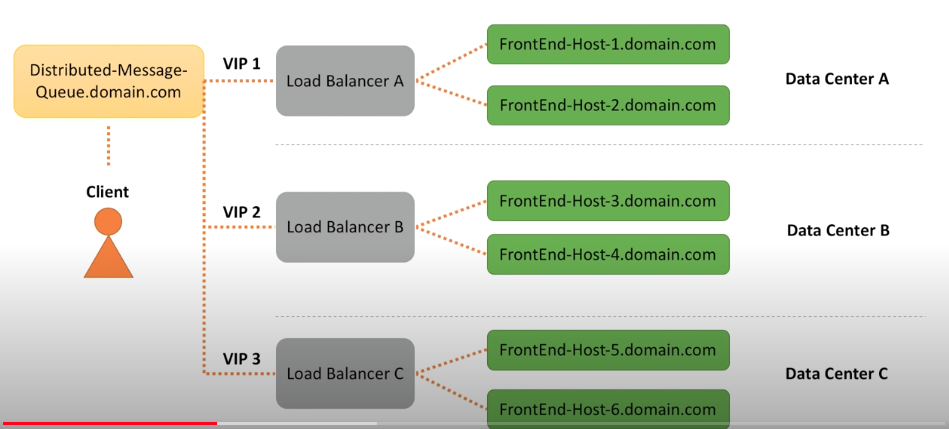 Distributed-Message-
Queue.domain.com
Client
VIP 1
Load Balancer A
FrontEnd-Host-1.domain.com
FrontEnd-Host-2.domain.com
Data Center A
VIP 2
Load Balancer B
FrontEnd-Host-3.domain.com
FrontEnd-Host-4.domain.com
Data Center B
VIP 3
Load Balancer C
FrontEnd-Host-5.domain.com
FrontEnd-Host-6.domain.com
Data Center C